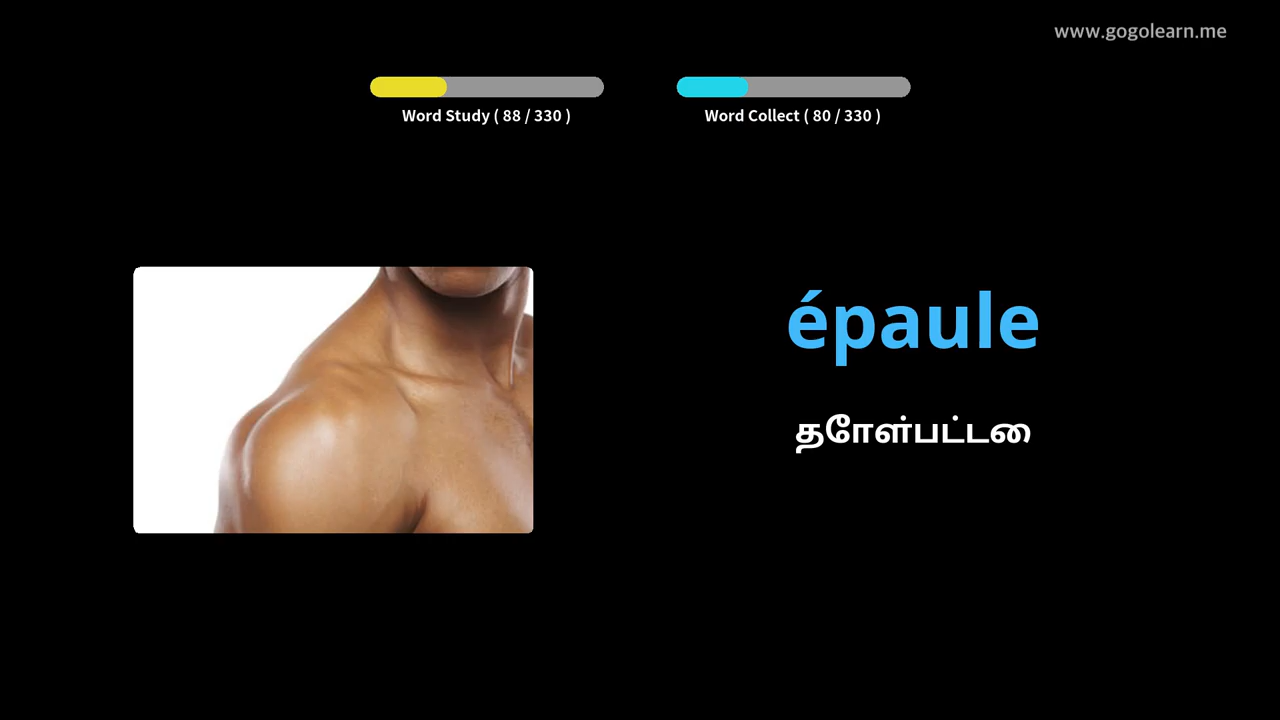 www.gogolearn.me
Word Study ( 88 / 330 )
Word Collect ( 80 / 330 )
épaule
தோள்பட்டை